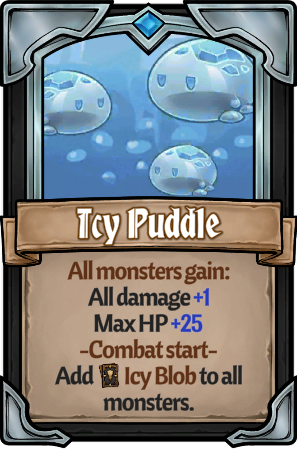 Icy Puddle
All monsters gain:
All damage +1
Max HP +25
-Combat start-
Add Icy Blob to all
monsters.